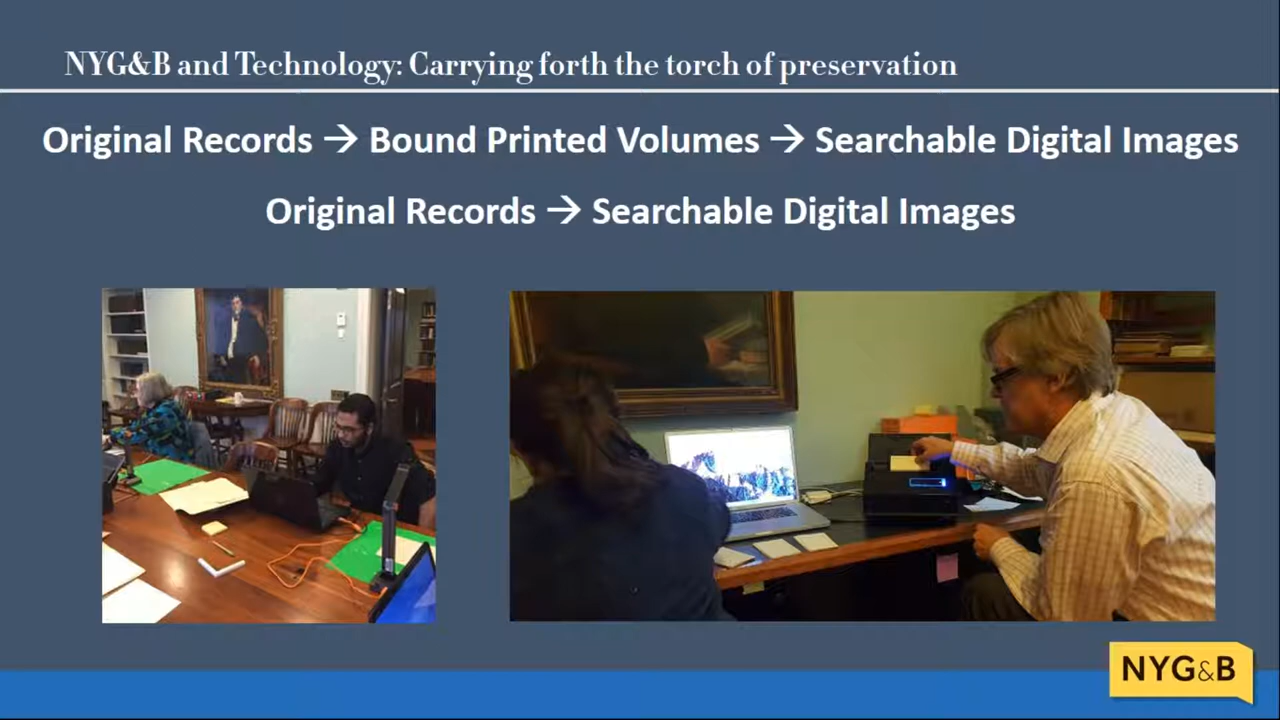 NYG&B and Technology: Carrying forth the torch of preservation
Original Records → Bound Printed Volumes → Searchable Digital Images
Original Records → Searchable Digital Images
NYG&B